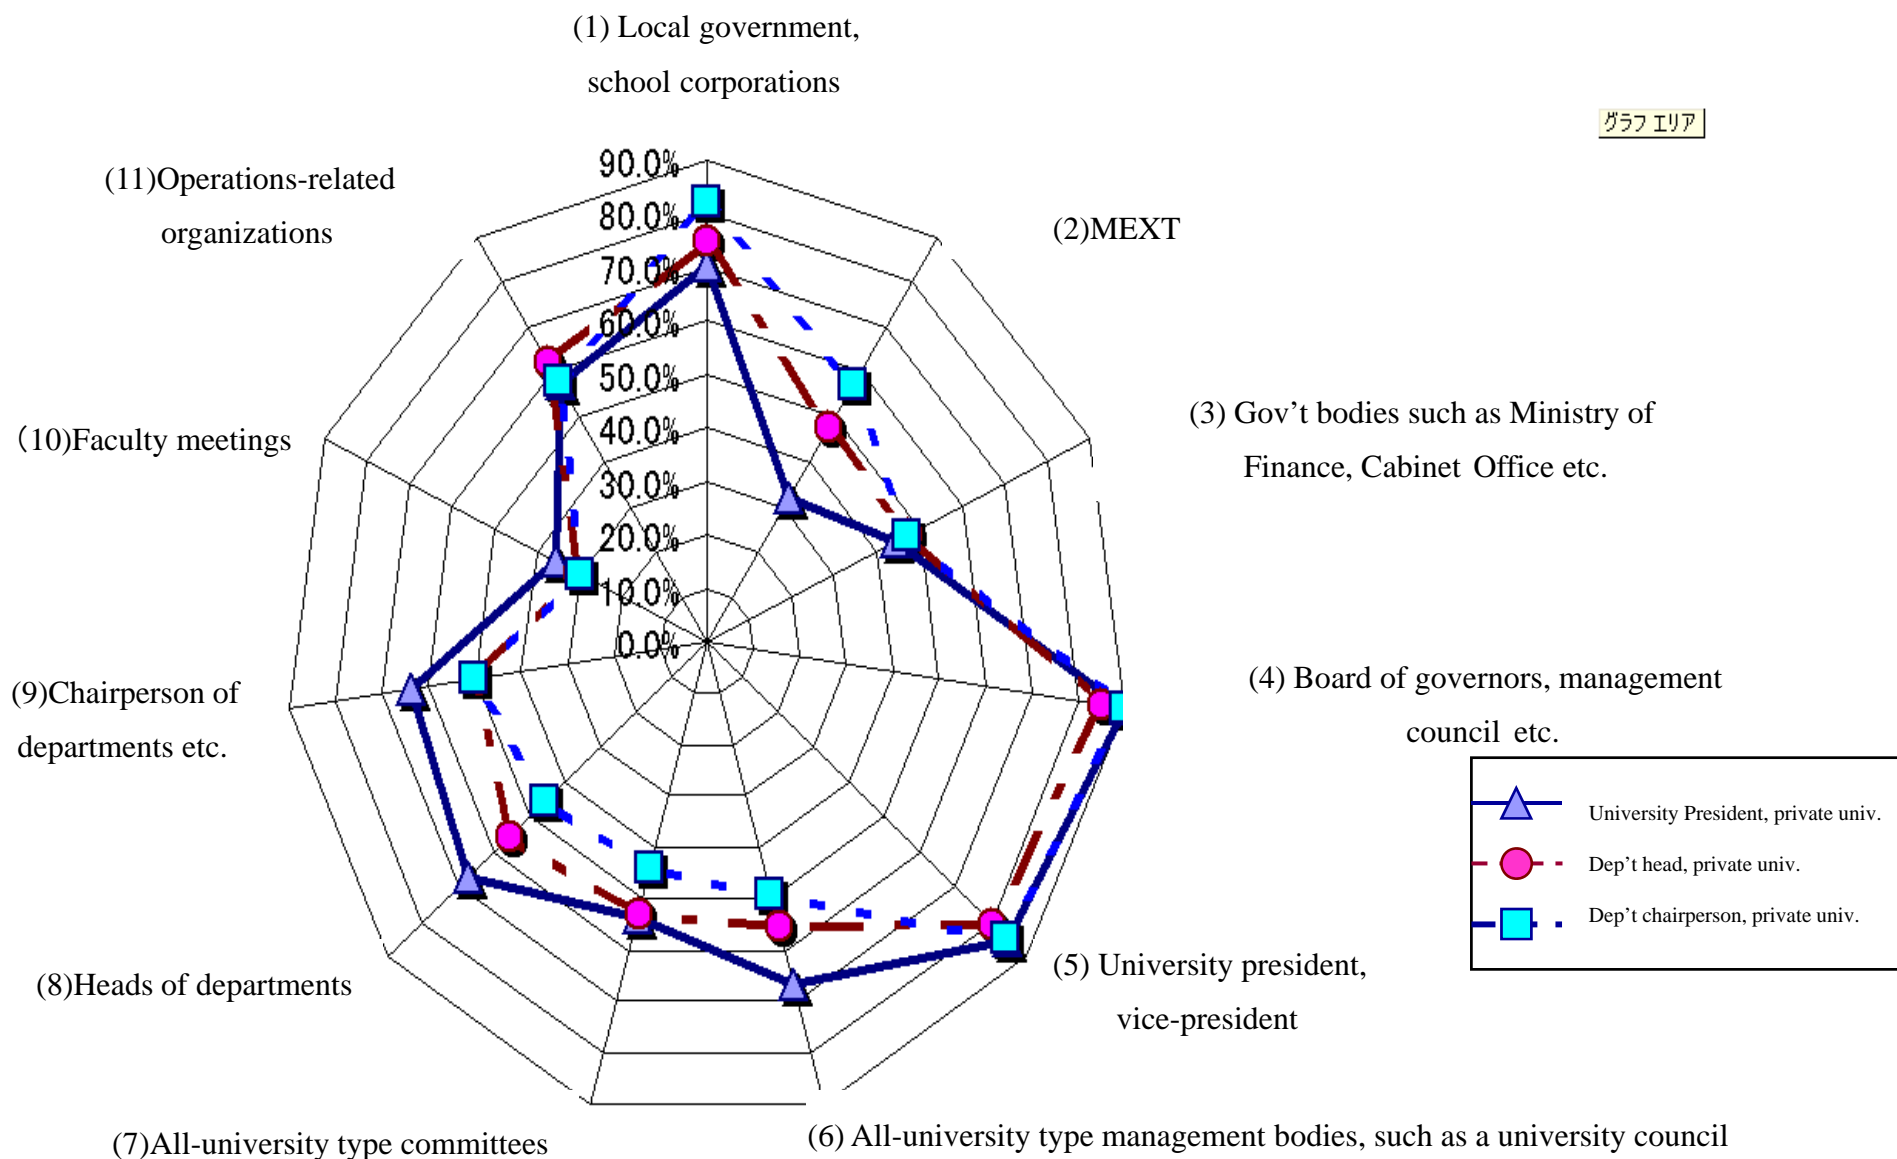 (1) Local government,
school corporations
グラフ エリア
(11)Operations-related
organizations
(2)MEXT
90.0%
80.0%
70.0%
60.0%
50.0%
40.0%
30.0%
20.0%
10.0%
0.0%
(3) Gov’t bodies such as Ministry of
Finance, Cabinet Office etc.
(10)Faculty meetings
(4) Board of governors, management
council etc.
(9)Chairperson of
departments etc.
University President, private univ.
Dep’t head, private univ.
Dep’t chairperson, private univ.
(5) University president,
vice-president
(8)Heads of departments
(7)All-university type committees
(6) All-university type management bodies, such as a university council